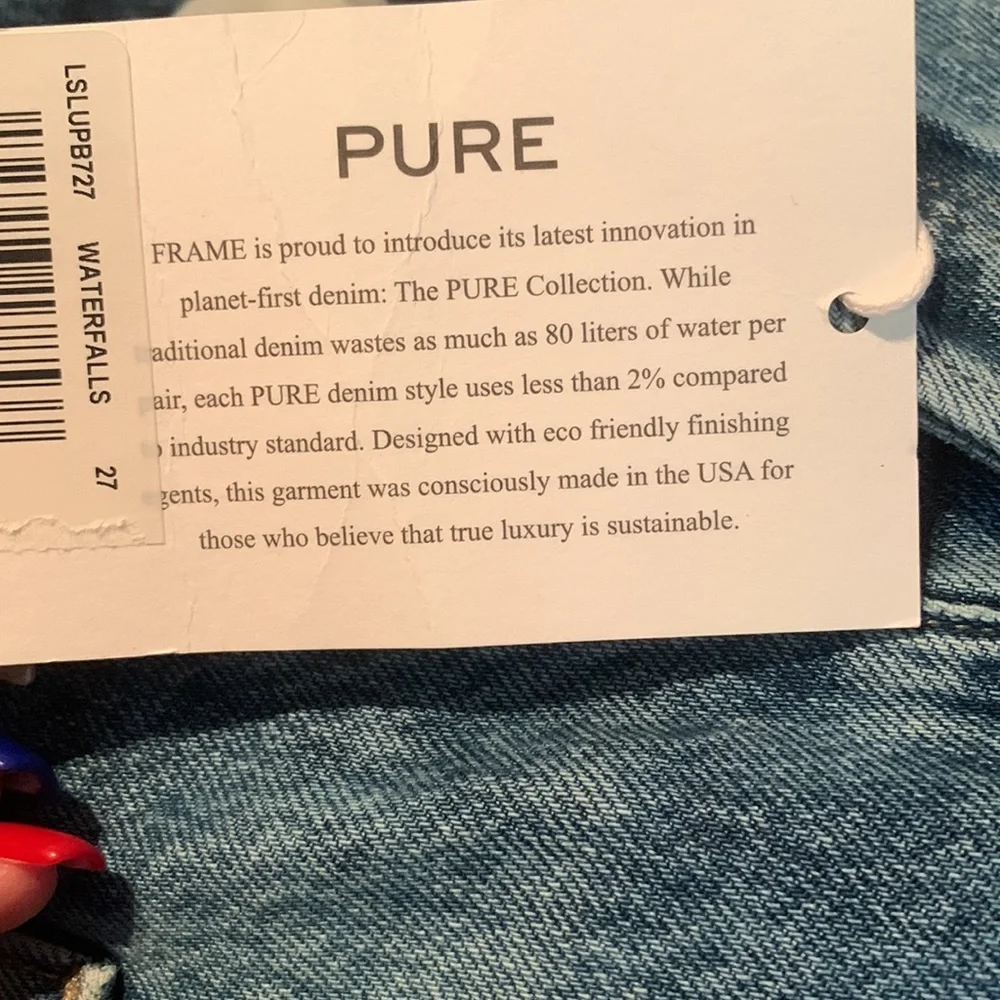 PURE
FRAME is proud to introduce its latest innovation in
planet-first denim: The PURE Collection. While
aditional denim wastes as much as 80 liters of water per
air, each PURE denim style uses less than 2% compared
industry standard. Designed with eco friendly finishing
gents, this garment was consciously made in the USA for
those who believe that true luxury is sustainable.
LSLUPB727 WATERFALLS 27